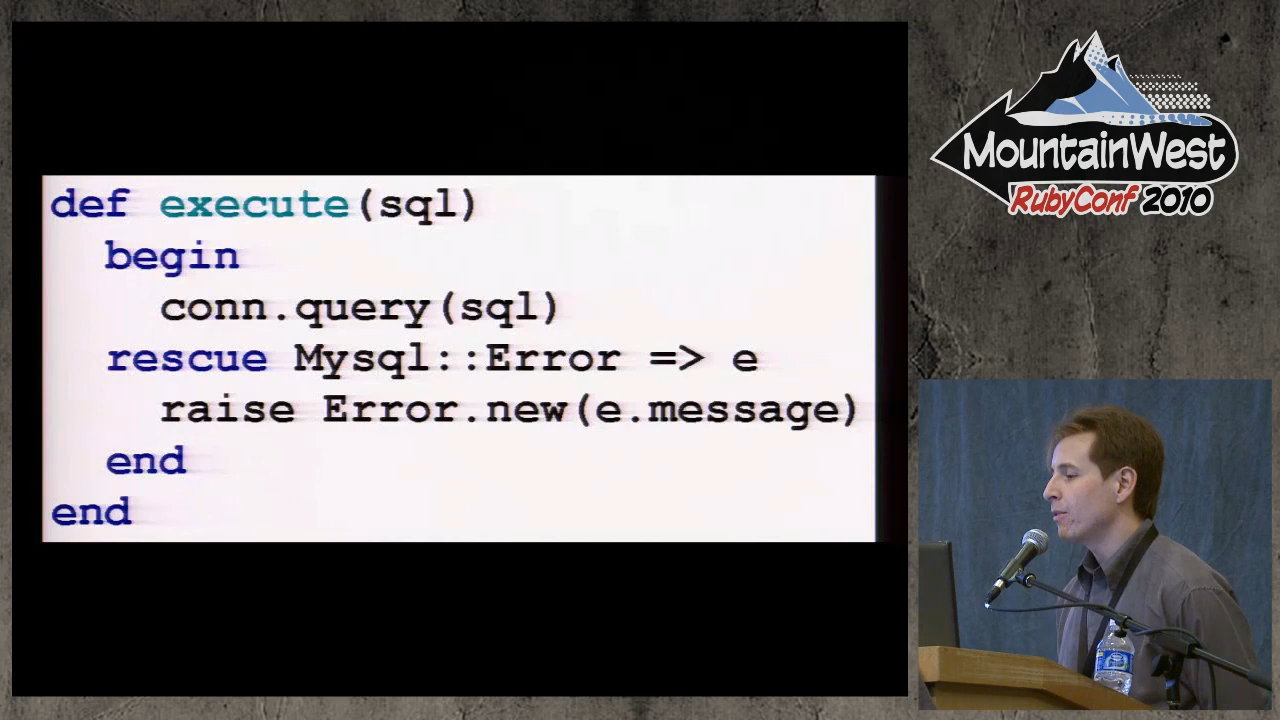 def execute(sql)
  begin
    conn.query(sql)
  rescue Mysql::Error => e
    raise Error.new(e.message)
  end
end
MountainWest
RubyConf 2010